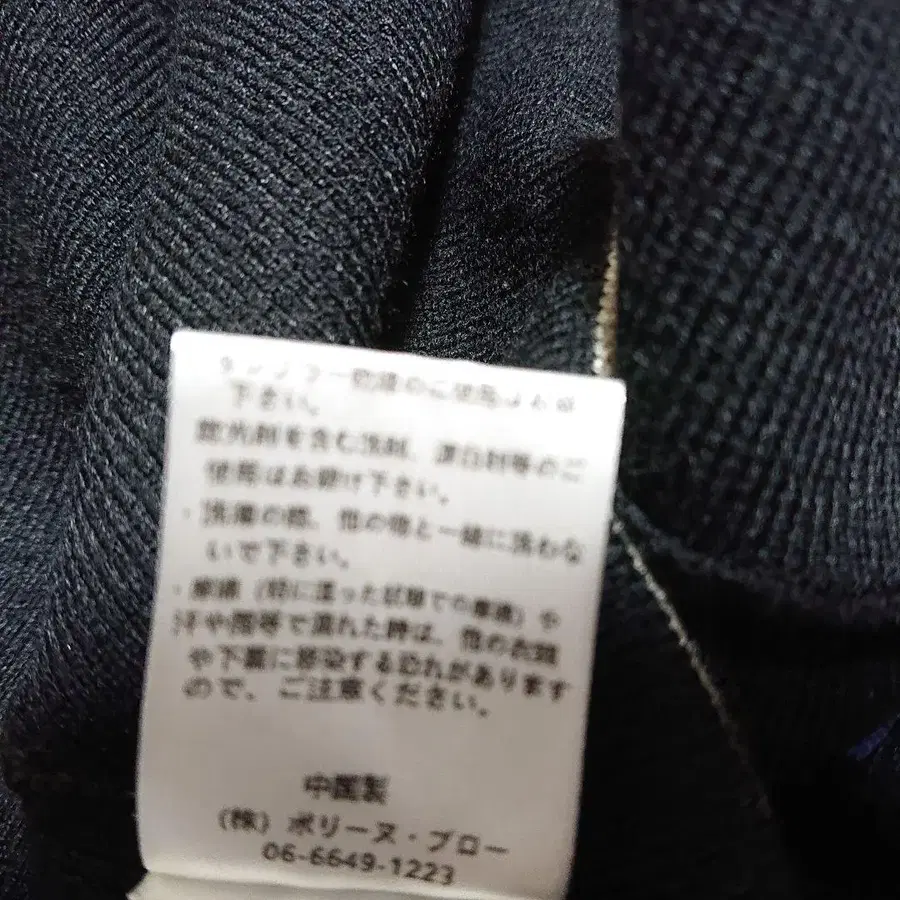 下さい。
蛍光剤を含む洗剤、漂白剤等のご
使用はお避け下さい。
・洗濯の際、他の物と一緒に洗わな
いで下さい。
・摩擦（特に湿った状態での摩擦）や
汗や雨等で濡れた時は、他の衣類
や下着に移染する恐れがあります
ので、ご注意ください。
中国製
（株）ボリーヌ・ブロー
06-6649-1223